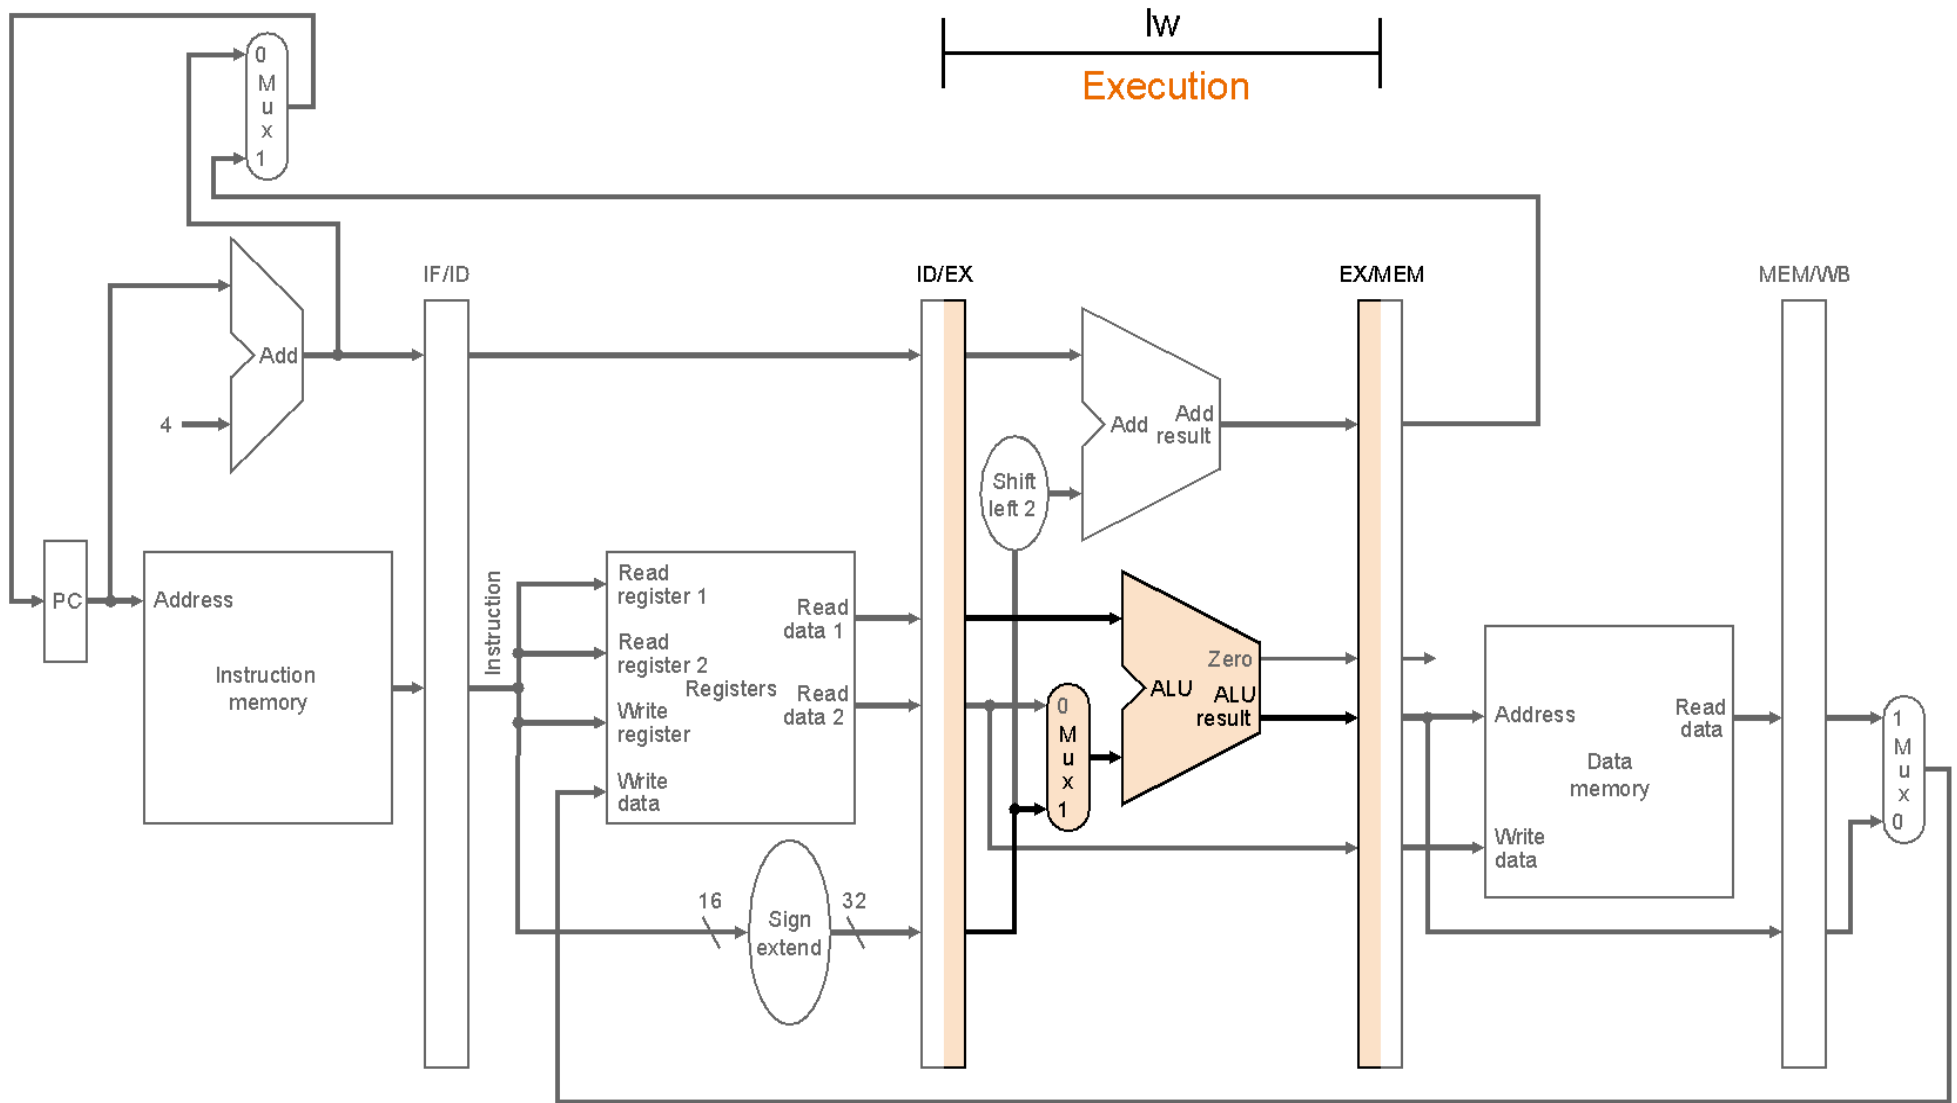 lw
Execution
0
M
u
x
1
IF/ID
ID/EX
EX/MEM
MEM/WB
Add
4
Add
Add
result
Shift
left 2
PC
Address
Instruction
memory
Instruction
Read
register 1
Read
register 2
Write
register
Write
data
Registers
Read
data 1
Read
data 2
16
Sign
extend
32
0
M
u
x
1
ALU
Zero
ALU
result
Address
Write
data
Data
memory
Read
data
1
M
u
x
0